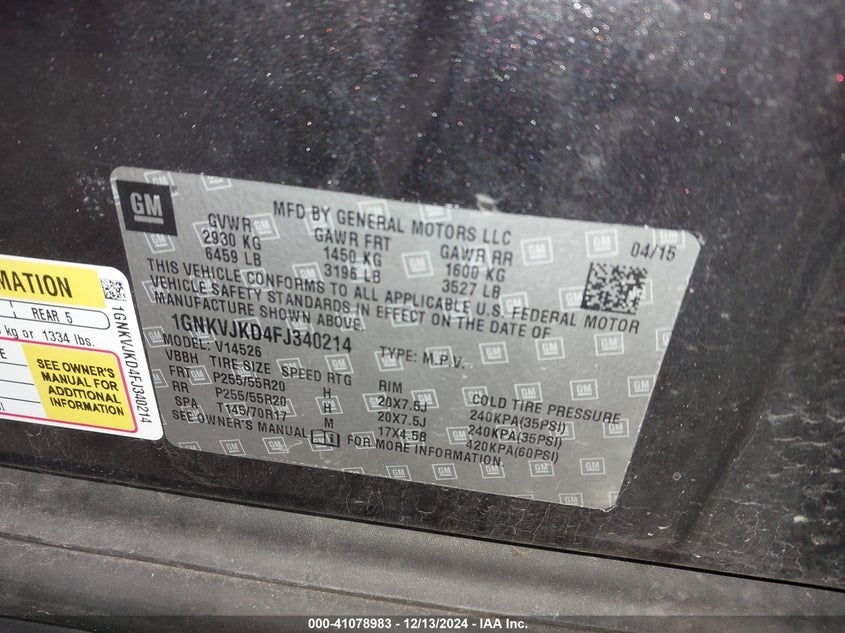 GM
MFD BY GENERAL MOTORS LLC
04/15
GVWR GAWR FRT GAWR RR
2930 KG 1450 KG 1600 KG
6459 LB 3196 LB 3527 LB
THIS VEHICLE CONFORMS TO ALL APPLICABLE U.S. FEDERAL MOTOR
VEHICLE SAFETY STANDARDS IN EFFECT ON THE DATE OF
MANUFACTURE SHOWN ABOVE.
1GNKVJKD4FJ340214 TYPE: M.P.V.
MODEL: V14526
VBBH TIRE SIZE SPEED RTG RIM COLD TIRE PRESSURE
FRT P255/55R20 H 20X7.5J 240KPA(35PSI)
RR P255/55R20 H 20X7.5J 240KPA(35PSI)
SPA T145/70R17 M 17X4.5B 420KPA(60PSI)
SEE OWNER'S MANUAL i FOR MORE INFORMATION.
MATION
REAR 5
kg or 1334 lbs.
SEE OWNER'S
MANUAL FOR
ADDITIONAL
INFORMATION
1GNKVJKD4FJ340214
000-41078983 - 12/13/2024 - IAA Inc.